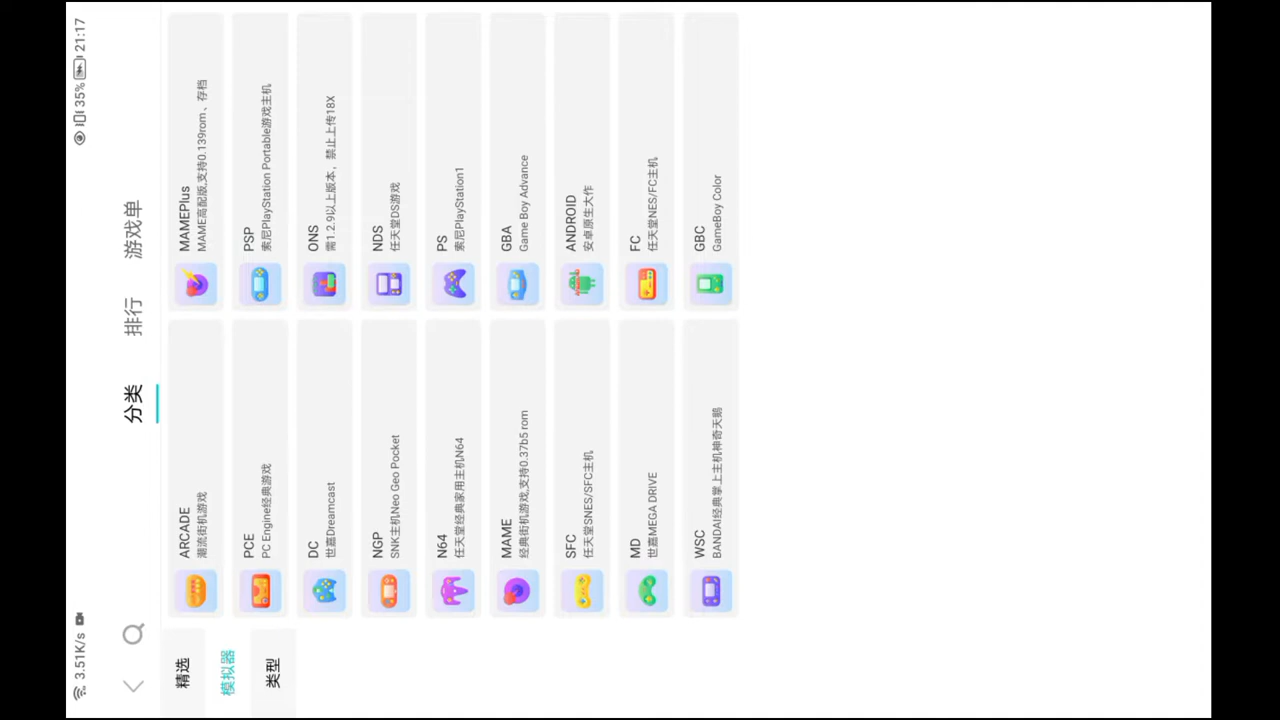 3.51K/s
35% 21:17
分类 排行 游戏单
精选
模拟器
类型
ARCADE
潮流街机游戏
MAMEPlus
MAME高配版,支持0.139rom、存档
PCE
PC Engine经典游戏
PSP
索尼PlayStation Portable游戏主机
DC
世嘉Dreamcast
ONS
需1.2.9以上版本，禁止上传18X
NGP
SNK主机Neo Geo Pocket
NDS
任天堂DS游戏
N64
任天堂经典家用主机N64
PS
索尼PlayStation1
MAME
经典街机游戏,支持0.37b5 rom
GBA
Game Boy Advance
SFC
任天堂SNES/SFC主机
ANDROID
安卓原生大作
MD
世嘉MEGA DRIVE
FC
任天堂NES/FC主机
WSC
BANDAI经典掌上主机神奇天鹅
GBC
GameBoy Color